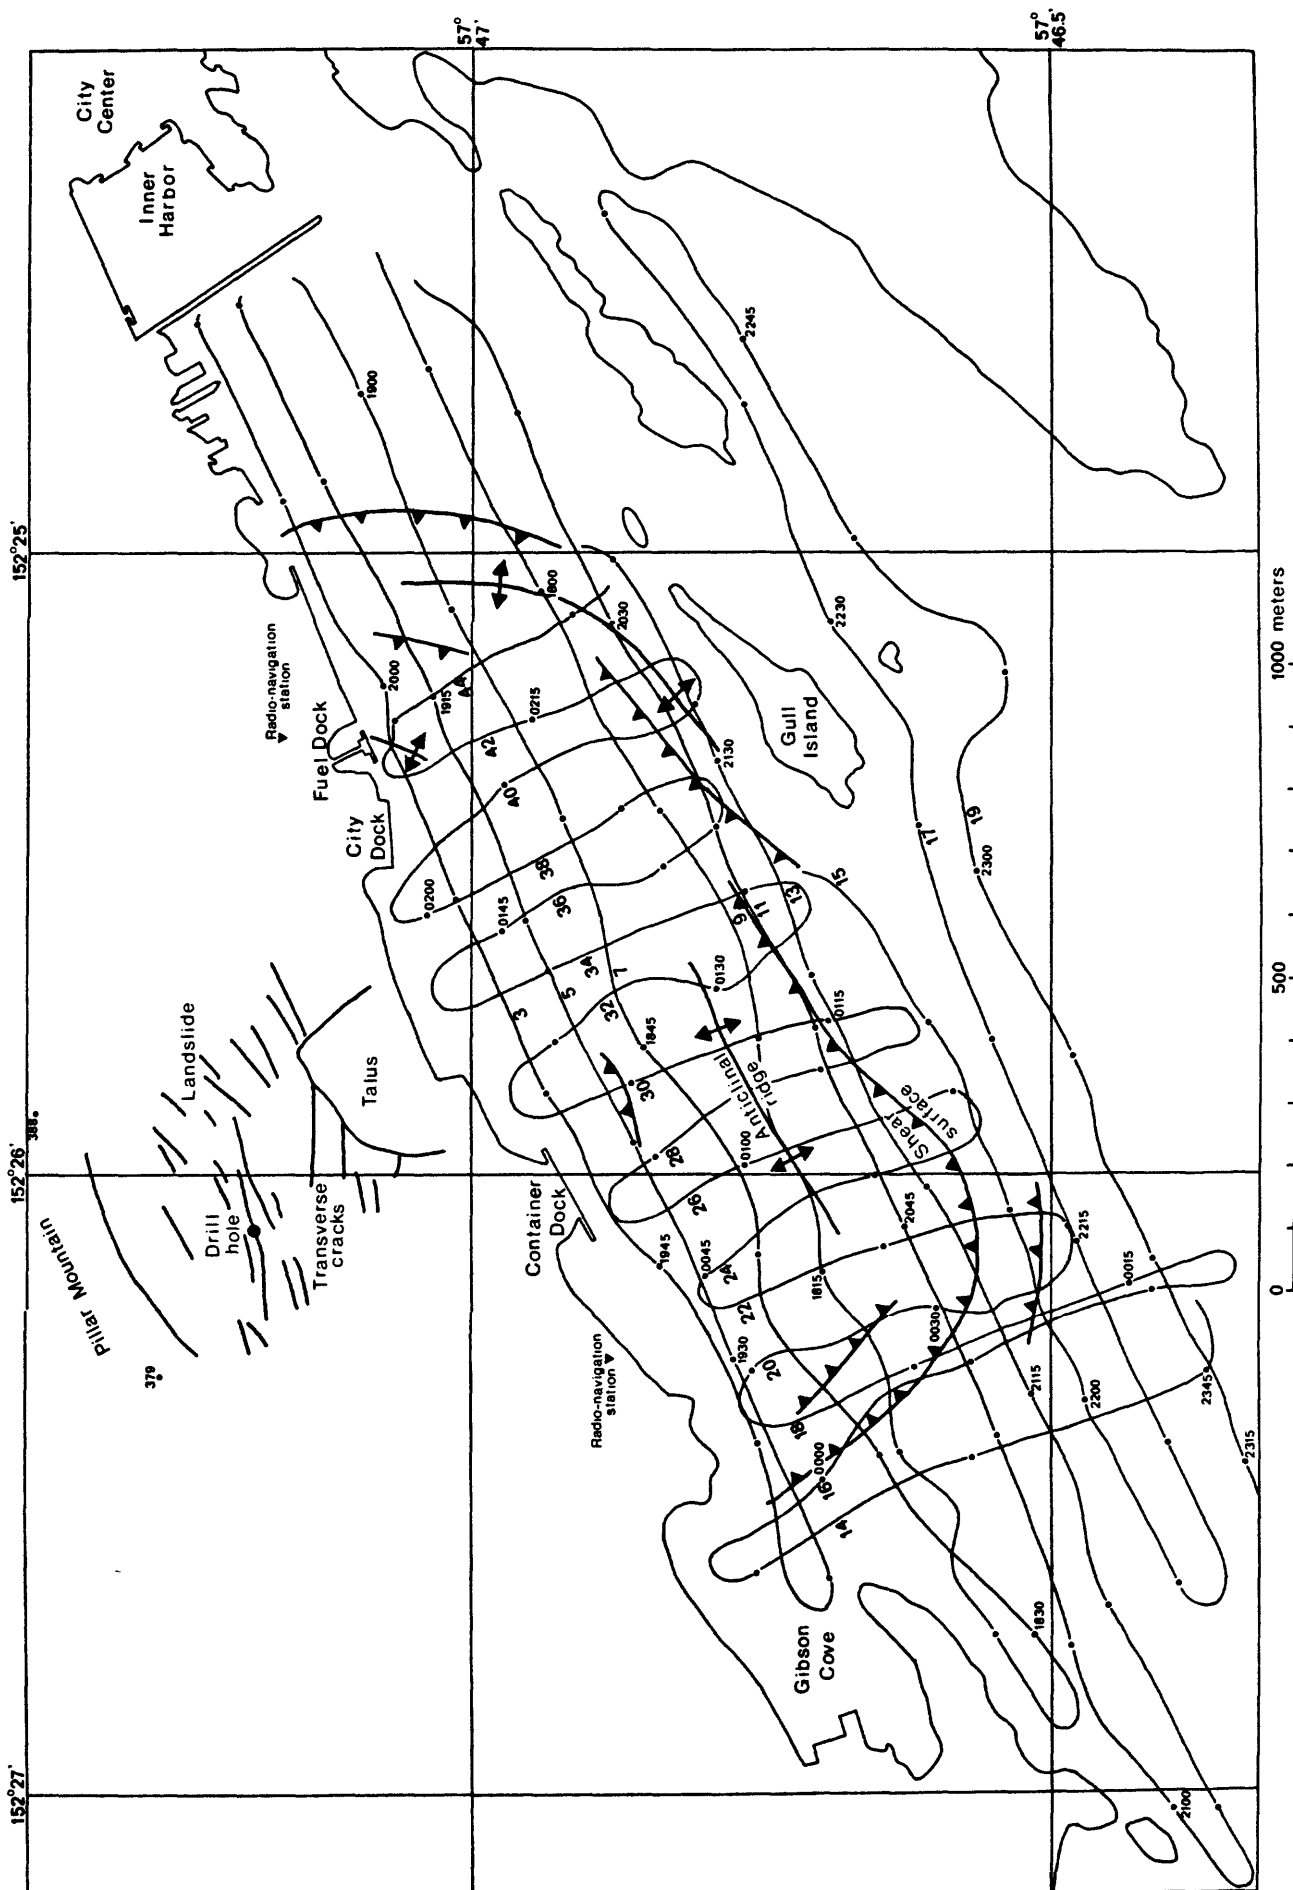 57°
47'
57°
46.5'
City
Center
Inner
Harbor
152°25'
152°26'
152°27'
Radio-navigation
station
Fuel Dock
City
Dock
Landslide
Talus
388
Pillar Mountain
Drill
hole
Transverse
cracks
379
Container
Dock
Radio-navigation
station
Gibson
Cove
Gull
Island
Anticlinal
ridge
Shear
surface
1900
1800
2000
1915
44
2030
2245
2230
0215
42
40
2130
38
36
0200
0145
34
32
3
5
7
9
11
13
15
17
19
2300
0130
1845
30
0115
28
0100
26
1945
0045
24
22
2045
1815
2215
0015
1930
20
0030
2115
2200
2345
18
0000
16
14
2315
1830
2100
0
500
1000 meters